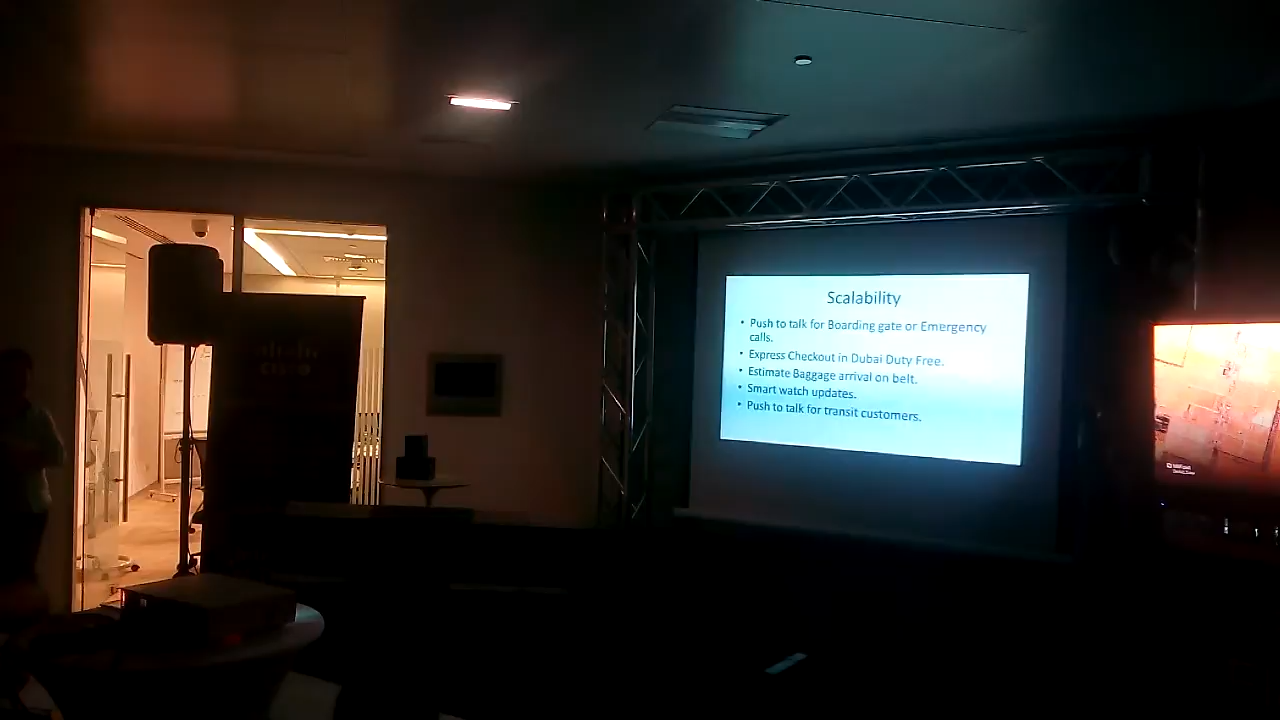 Scalability
• Push to talk for Boarding gate or Emergency
calls.
• Express Checkout in Dubai Duty Free.
• Estimate Baggage arrival on belt.
• Smart watch updates.
• Push to talk for transit customers.
CISCO